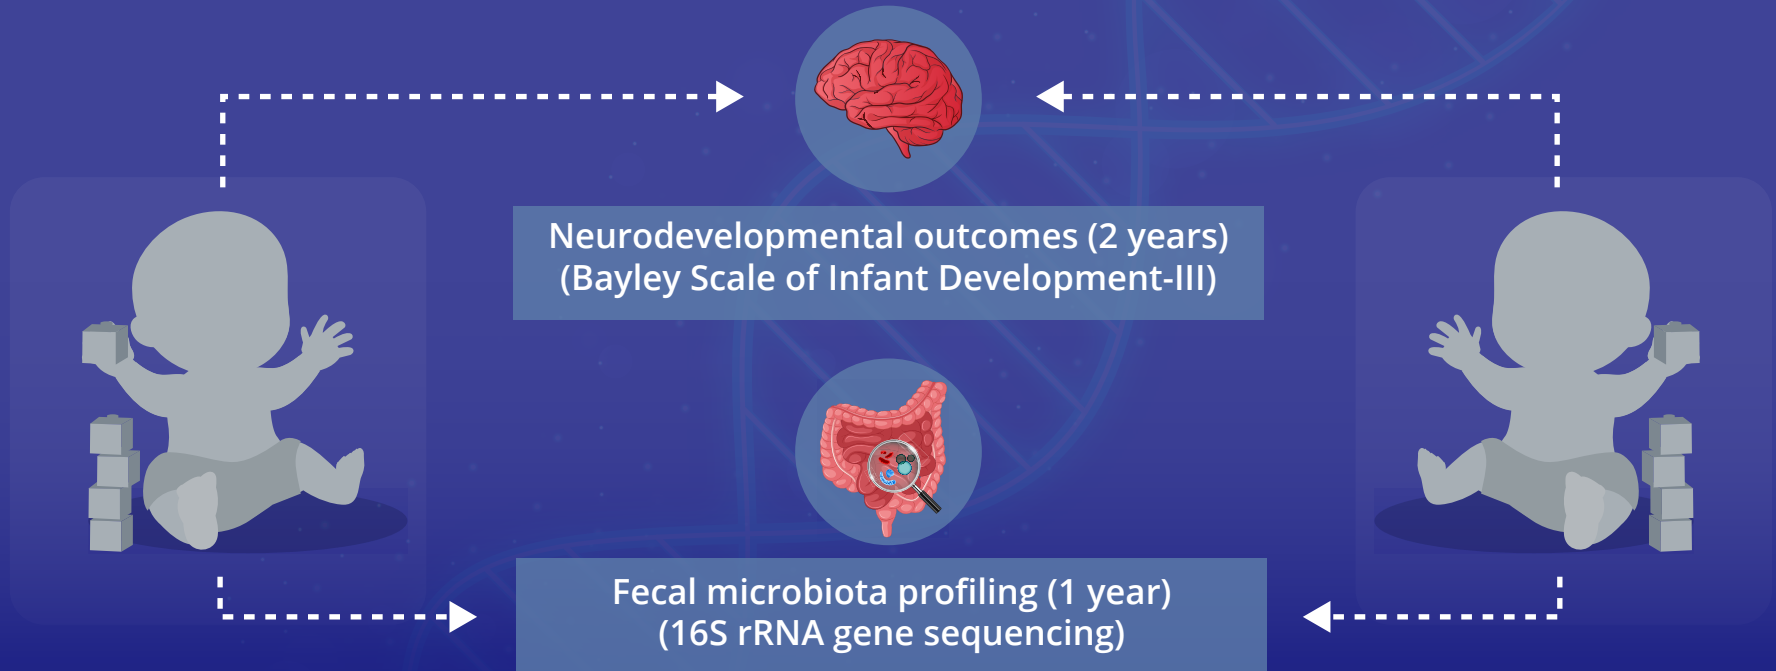 Neurodevelopmental outcomes (2 years)
(Bayley Scale of Infant Development-III)
Fecal microbiota profiling (1 year)
(16S rRNA gene sequencing)